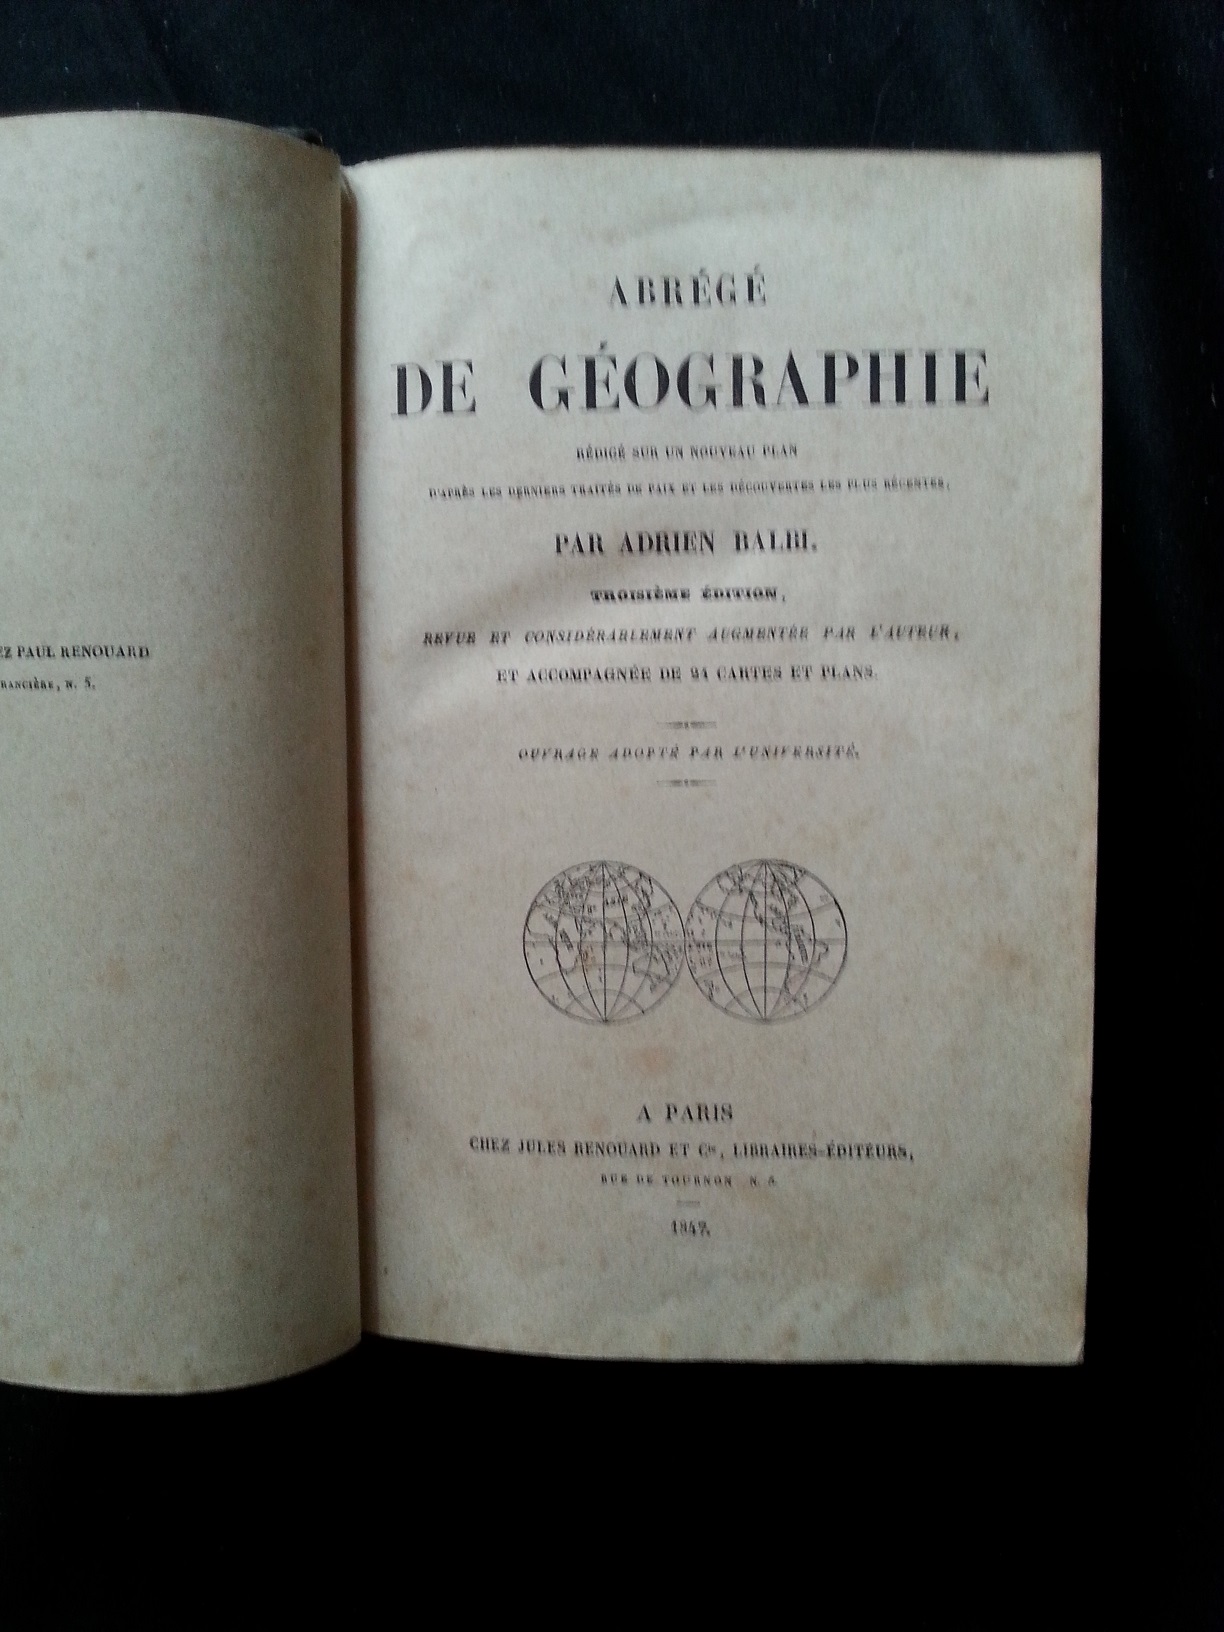 EZ PAUL RENOUARD
RANCIÈRE, N. 5.
ABRÉGÉ
DE GÉOGRAPHIE
RÉDIGÉ SUR UN NOUVEAU PLAN
D'APRÈS LES DERNIERS TRAITÉS DE PAIX ET LES DÉCOUVERTES LES PLUS RÉCENTES,
PAR ADRIEN BALBI.
TROISIÈME ÉDITION,
REVUE ET CONSIDÉRABLEMENT AUGMENTÉE PAR L'AUTEUR,
ET ACCOMPAGNÉE DE 24 CARTES ET PLANS.
OUVRAGE ADOPTÉ PAR L'UNIVERSITÉ.
A PARIS
CHEZ JULES RENOUARD ET Cie, LIBRAIRES-ÉDITEURS,
RUE DE TOURNON N.